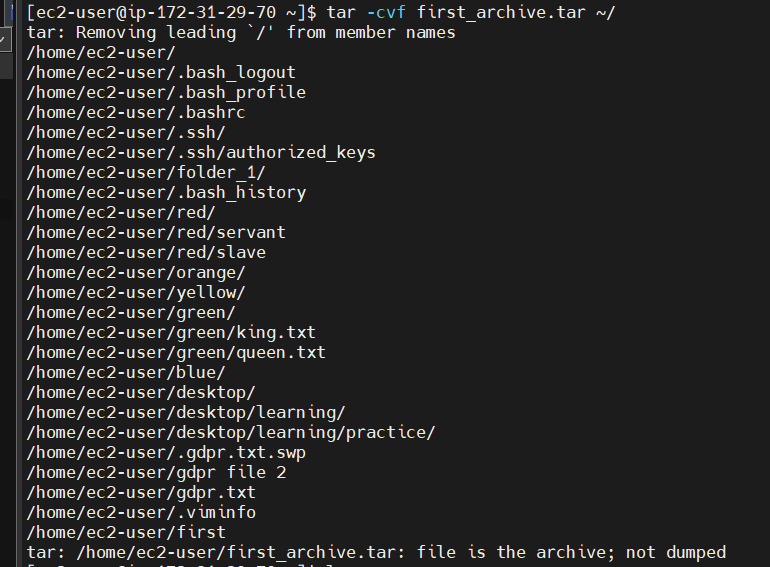 [ec2-user@ip-172-31-29-70 ~]$ tar -cvf first_archive.tar ~/
tar: Removing leading `/' from member names
/home/ec2-user/
/home/ec2-user/.bash_logout
/home/ec2-user/.bash_profile
/home/ec2-user/.bashrc
/home/ec2-user/.ssh/
/home/ec2-user/.ssh/authorized_keys
/home/ec2-user/folder_1/
/home/ec2-user/.bash_history
/home/ec2-user/red/
/home/ec2-user/red/servant
/home/ec2-user/red/slave
/home/ec2-user/orange/
/home/ec2-user/yellow/
/home/ec2-user/green/
/home/ec2-user/green/king.txt
/home/ec2-user/green/queen.txt
/home/ec2-user/blue/
/home/ec2-user/desktop/
/home/ec2-user/desktop/learning/
/home/ec2-user/desktop/learning/practice/
/home/ec2-user/.gdpr.txt.swp
/home/ec2-user/gdpr file 2
/home/ec2-user/gdpr.txt
/home/ec2-user/.viminfo
/home/ec2-user/first
tar: /home/ec2-user/first_archive.tar: file is the archive; not dumped